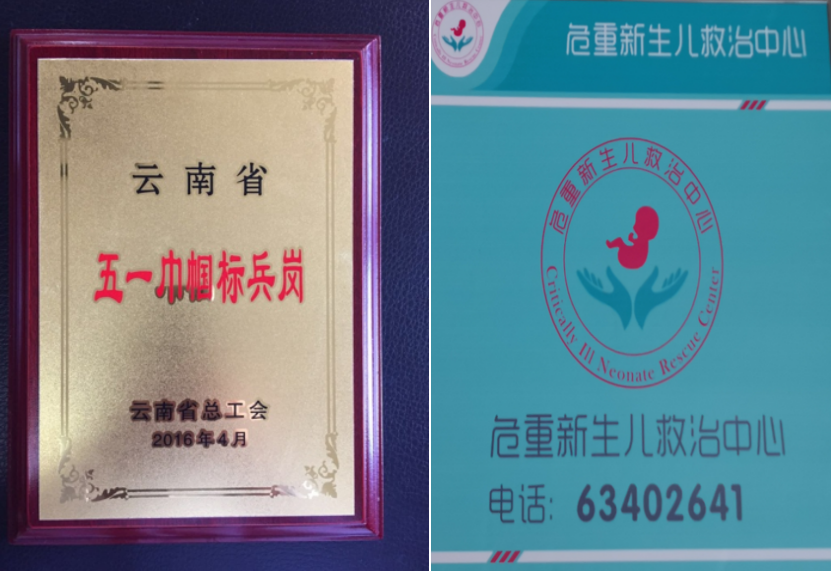 云南省
五一巾帼标兵岗
云南省总工会
2016年4月
危重新生儿救治中心
危重新生儿救治中心
Critically Ill Neonate Rescue Center
危重新生儿救治中心
电话: 63402641